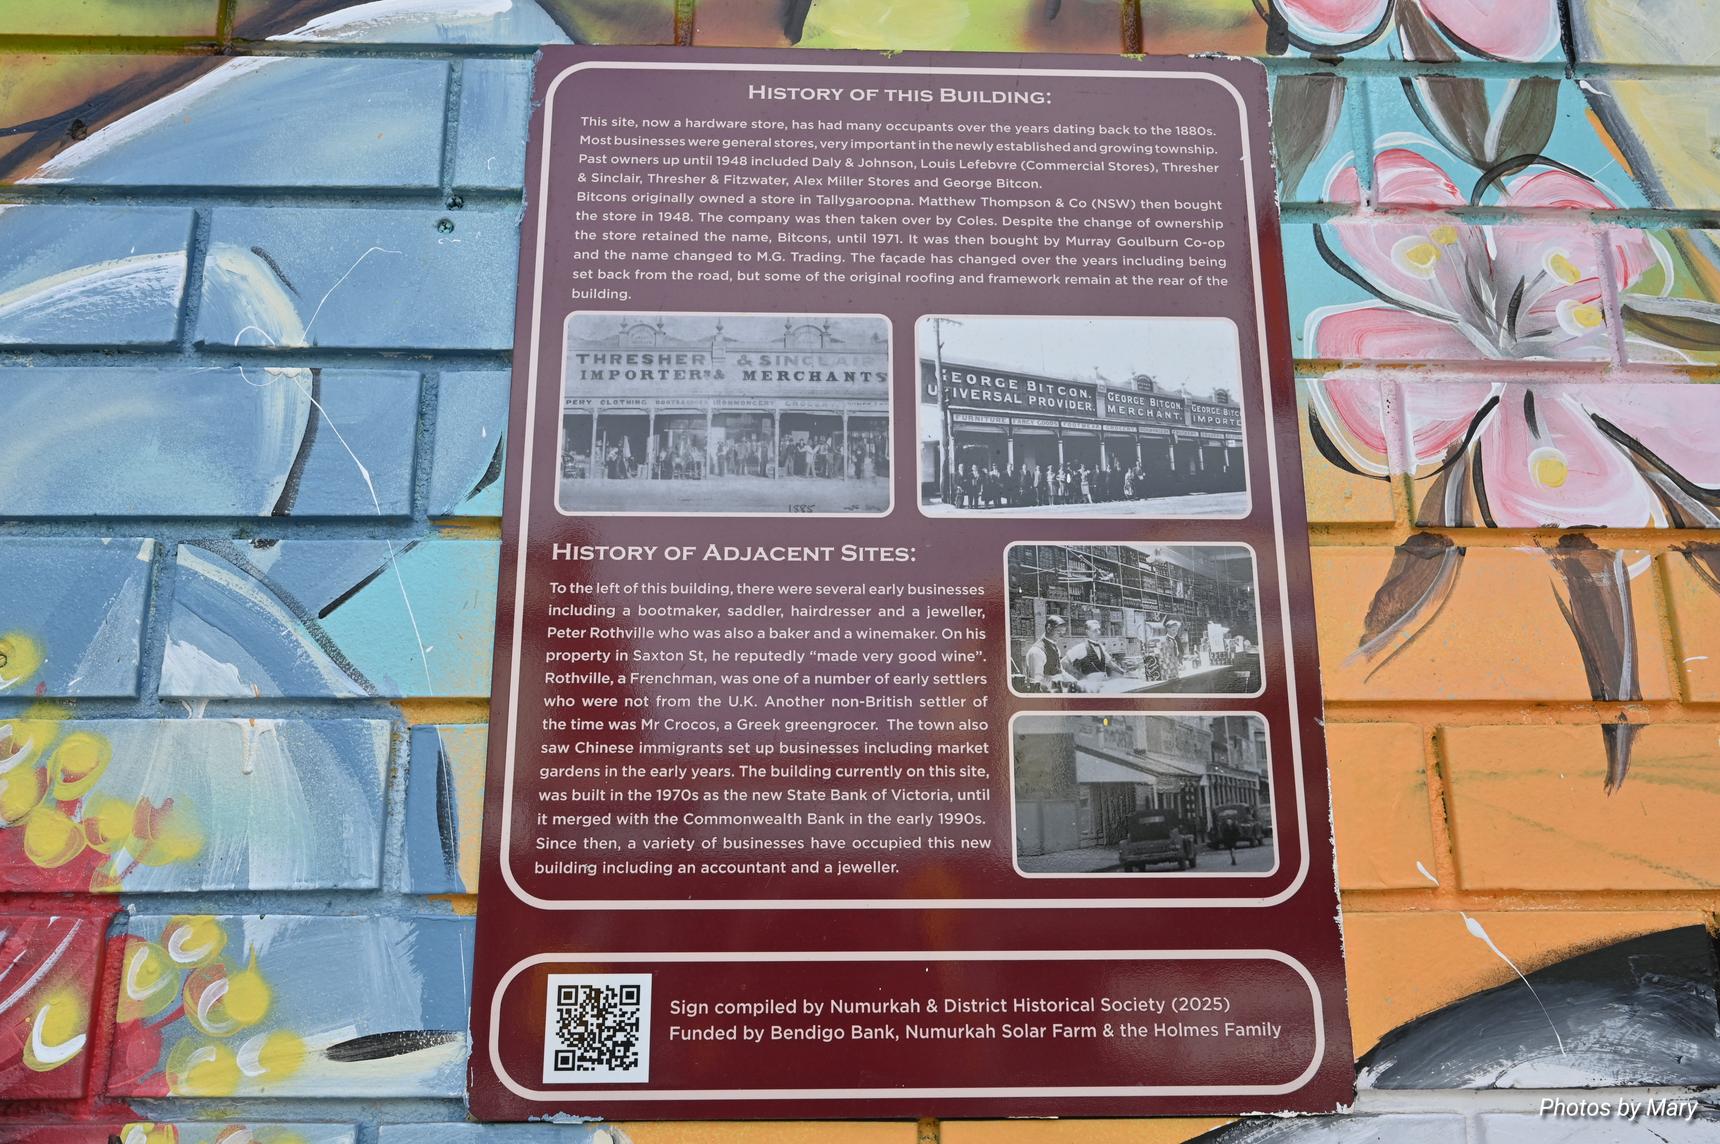 HISTORY OF THIS BUILDING:
This site, now a hardware store, has had many occupants over the years dating back to the 1880s.
Most businesses were general stores, very important in the newly established and growing township.
Past owners up until 1948 included Daly & Johnson, Louis Lefebvre (Commercial Stores), Thresher
& Sinclair, Thresher & Fitzwater, Alex Miller Stores and George Bitcon.
Bitcons originally owned a store in Tallygaroopna. Matthew Thompson & Co (NSW) then bought
the store in 1948. The company was then taken over by Coles. Despite the change of ownership
the store retained the name, Bitcons, until 1971. It was then bought by Murray Goulburn Co-op
and the name changed to M.G. Trading. The façade has changed over the years including being
set back from the road, but some of the original roofing and framework remain at the rear of the
building.
THRESHER & SINCLAIR
IMPORTERS & MERCHANTS
PERY CLOTHING BOOTS&SHOES IRONMONGERY GROCERY
1885
GEORGE BITCON.
UNIVERSAL PROVIDER.
GEORGE BITCON.
MERCHANT.
GEORGE BITC
IMPORTE
FURNITURE FANCY GOODS FOOTWEAR GROCERY
HISTORY OF ADJACENT SITES:
To the left of this building, there were several early businesses
including a bootmaker, saddler, hairdresser and a jeweller,
Peter Rothville who was also a baker and a winemaker. On his
property in Saxton St, he reputedly “made very good wine”.
Rothville, a Frenchman, was one of a number of early settlers
who were not from the U.K. Another non-British settler of
the time was Mr Crocos, a Greek greengrocer. The town also
saw Chinese immigrants set up businesses including market
gardens in the early years. The building currently on this site,
was built in the 1970s as the new State Bank of Victoria, until
it merged with the Commonwealth Bank in the early 1990s.
Since then, a variety of businesses have occupied this new
building including an accountant and a jeweller.
Sign compiled by Numurkah & District Historical Society (2025)
Funded by Bendigo Bank, Numurkah Solar Farm & the Holmes Family
Photos by Mary